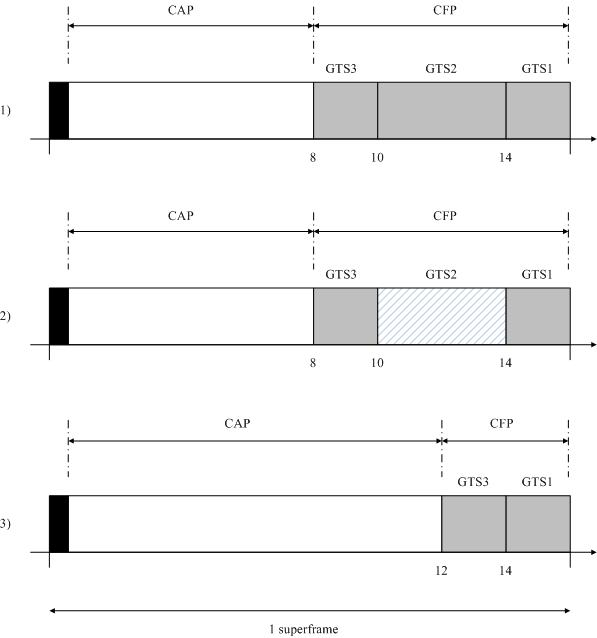 CAP CFP
GTS3 GTS2 GTS1
1)
8 10 14
CAP CFP
GTS3 GTS2 GTS1
2)
8 10 14
CAP CFP
GTS3 GTS1
3)
12 14
1 superframe